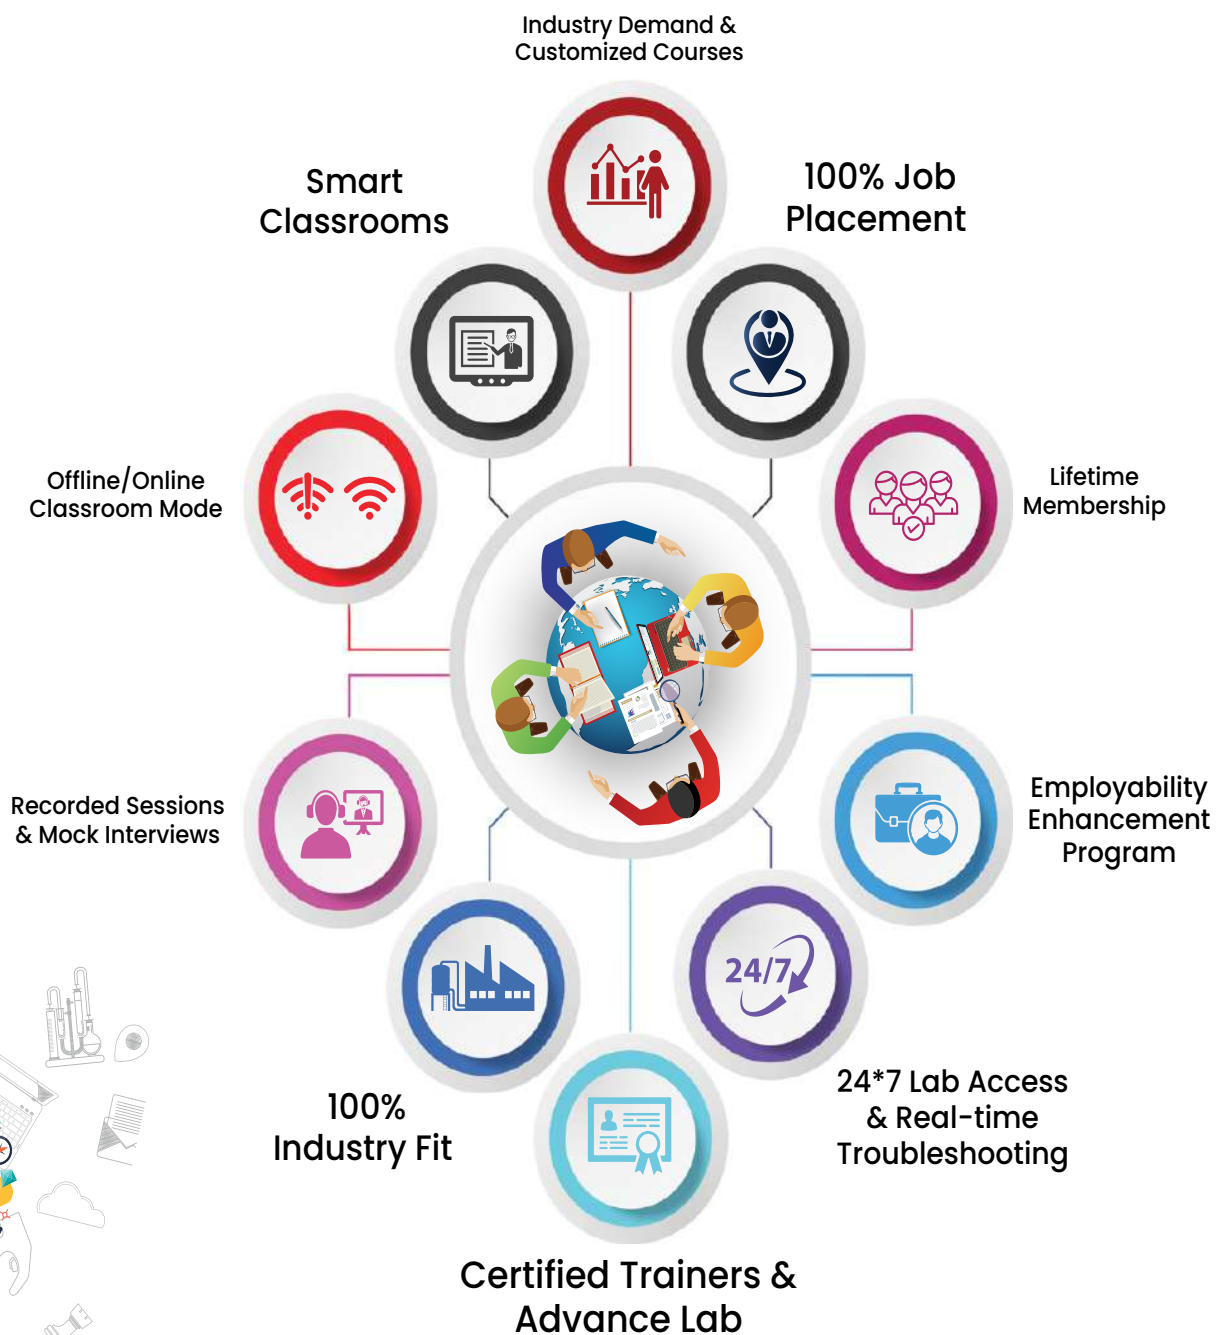 Industry Demand &
Customized Courses
Smart
Classrooms
100% Job
Placement
Offline/Online
Classroom Mode
Lifetime
Membership
Recorded Sessions
& Mock Interviews
Employability
Enhancement
Program
24/7
100%
Industry Fit
24*7 Lab Access
& Real-time
Troubleshooting
Certified Trainers &
Advance Lab